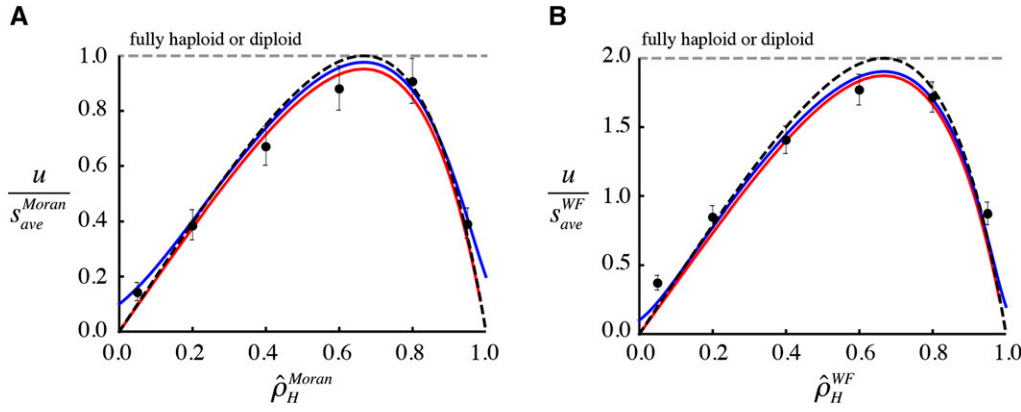 A
fully haploid or diploid
1.0
0.8
0.6
0.4
0.2
0.0
u
s_ave^Moran
0.0 0.2 0.4 0.6 0.8 1.0
ρ̂_H^Moran
B
fully haploid or diploid
2.0
1.5
1.0
0.5
0.0
u
s_ave^WF
0.0 0.2 0.4 0.6 0.8 1.0
ρ̂_H^WF